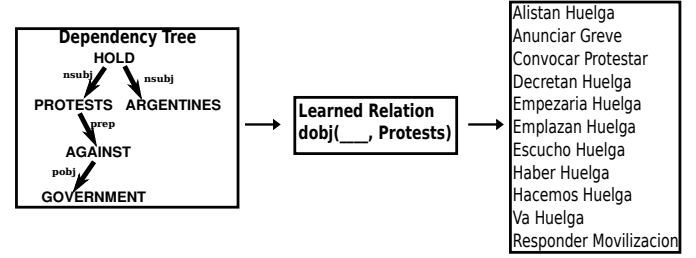 Dependency Tree
HOLD
nsubj
nsubj
PROTESTS
ARGENTINES
prep
AGAINST
pobj
GOVERNMENT
Learned Relation
dobj(___, Protests)
Alistan Huelga
Anunciar Greve
Convocar Protestar
Decretan Huelga
Empezaria Huelga
Emplazan Huelga
Escucho Huelga
Haber Huelga
Hacemos Huelga
Va Huelga
Responder Movilizacion